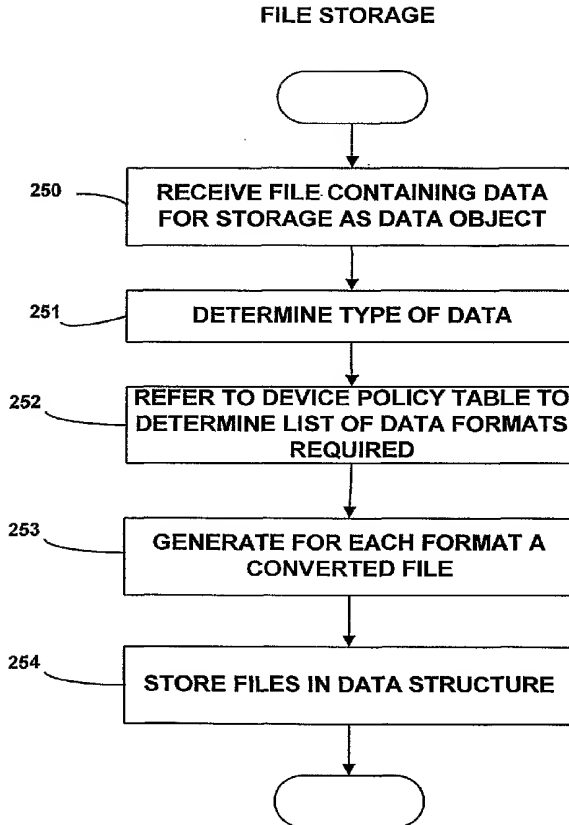 FILE STORAGE
250
RECEIVE FILE CONTAINING DATA
FOR STORAGE AS DATA OBJECT
251
DETERMINE TYPE OF DATA
252
REFER TO DEVICE POLICY TABLE TO
DETERMINE LIST OF DATA FORMATS
REQUIRED
253
GENERATE FOR EACH FORMAT A
CONVERTED FILE
254
STORE FILES IN DATA STRUCTURE